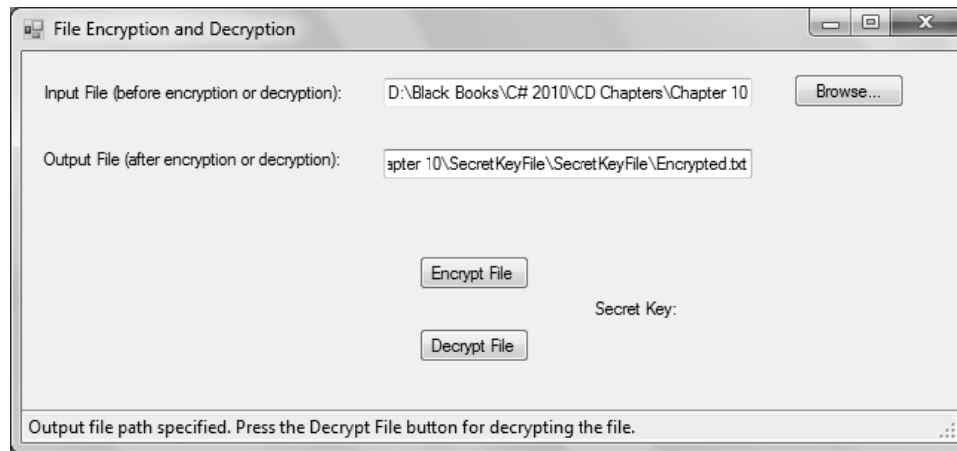 File Encryption and Decryption
Input File (before encryption or decryption):
D:\Black Books\C# 2010\CD Chapters\Chapter 10
Browse...
Output File (after encryption or decryption):
apter 10\SecretKeyFile\SecretKeyFile\Encrypted.txt
Encrypt File
Secret Key:
Decrypt File
Output file path specified. Press the Decrypt File button for decrypting the file.